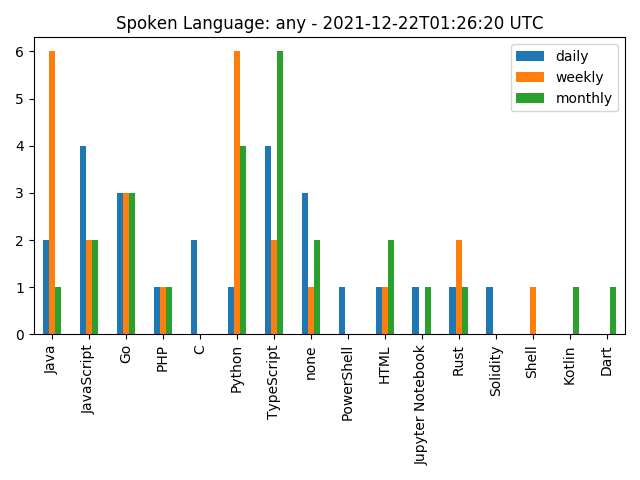 Spoken Language: any - 2021-12-22T01:26:20 UTC
daily
weekly
monthly
6
5
4
3
2
1
0
Java
JavaScript
Go
PHP
C
Python
TypeScript
none
PowerShell
HTML
Jupyter Notebook
Rust
Solidity
Shell
Kotlin
Dart